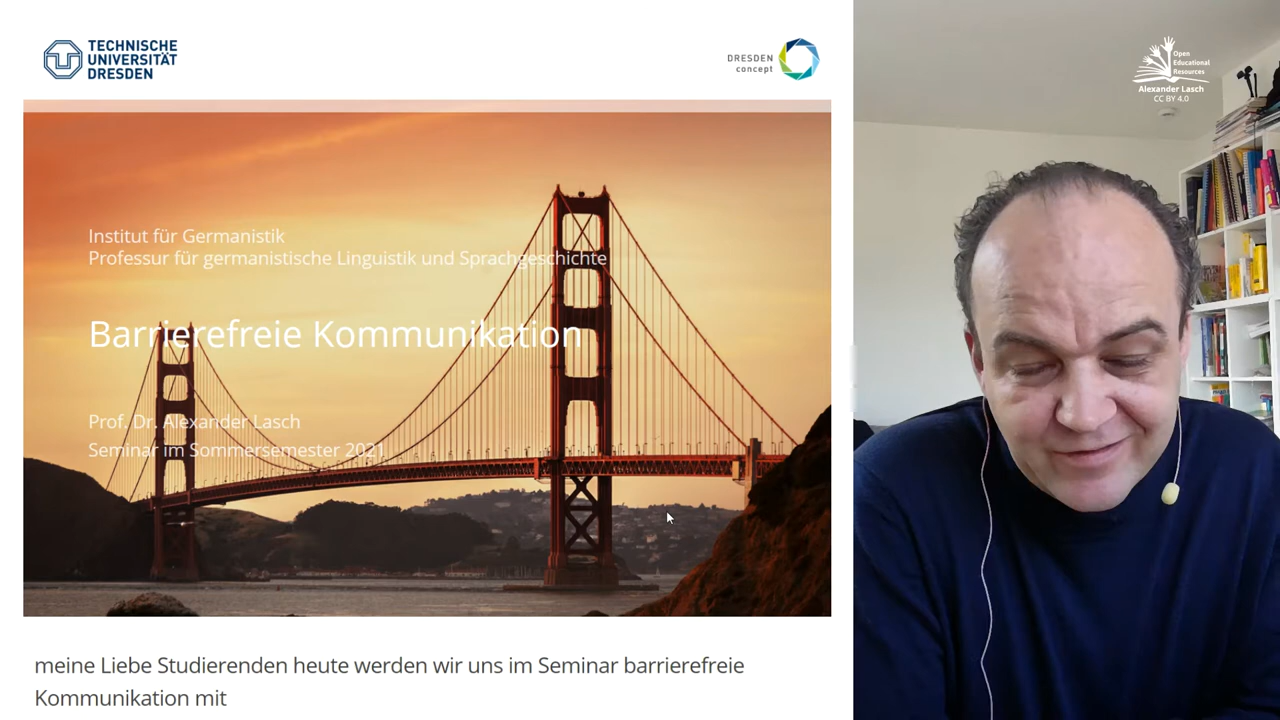 TECHNISCHE
UNIVERSITÄT
DRESDEN
DRESDEN
concept
Institut für Germanistik
Professur für germanistische Linguistik und Sprachgeschichte
Barrierefreie Kommunikation
Prof. Dr. Alexander Lasch
Seminar im Sommersemester 2021
meine Liebe Studierenden heute werden wir uns im Seminar barrierefreie
Kommunikation mit
Open
Educational
Resources
Alexander Lasch
CC BY 4.0